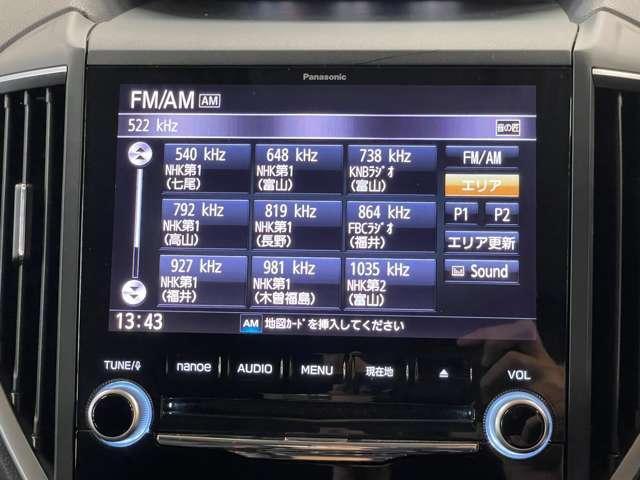 Panasonic
FM/AM AM
522 kHz 音の匠
540 kHz
NHK第1
(七尾)
648 kHz
NHK第1
(富山)
738 kHz
KNBラジオ
(富山)
FM/AM
エリア
792 kHz
NHK第1
(高山)
819 kHz
NHK第1
(長野)
864 kHz
FBCラジオ
(福井)
P1 P2
エリア更新
927 kHz
NHK第1
(福井)
981 kHz
NHK第1
(木曽福島)
1035 kHz
NHK第2
(富山)
Sound
13:43 AM 地図カードを挿入してください
TUNE/ nanoe AUDIO MENU 現在地 VOL